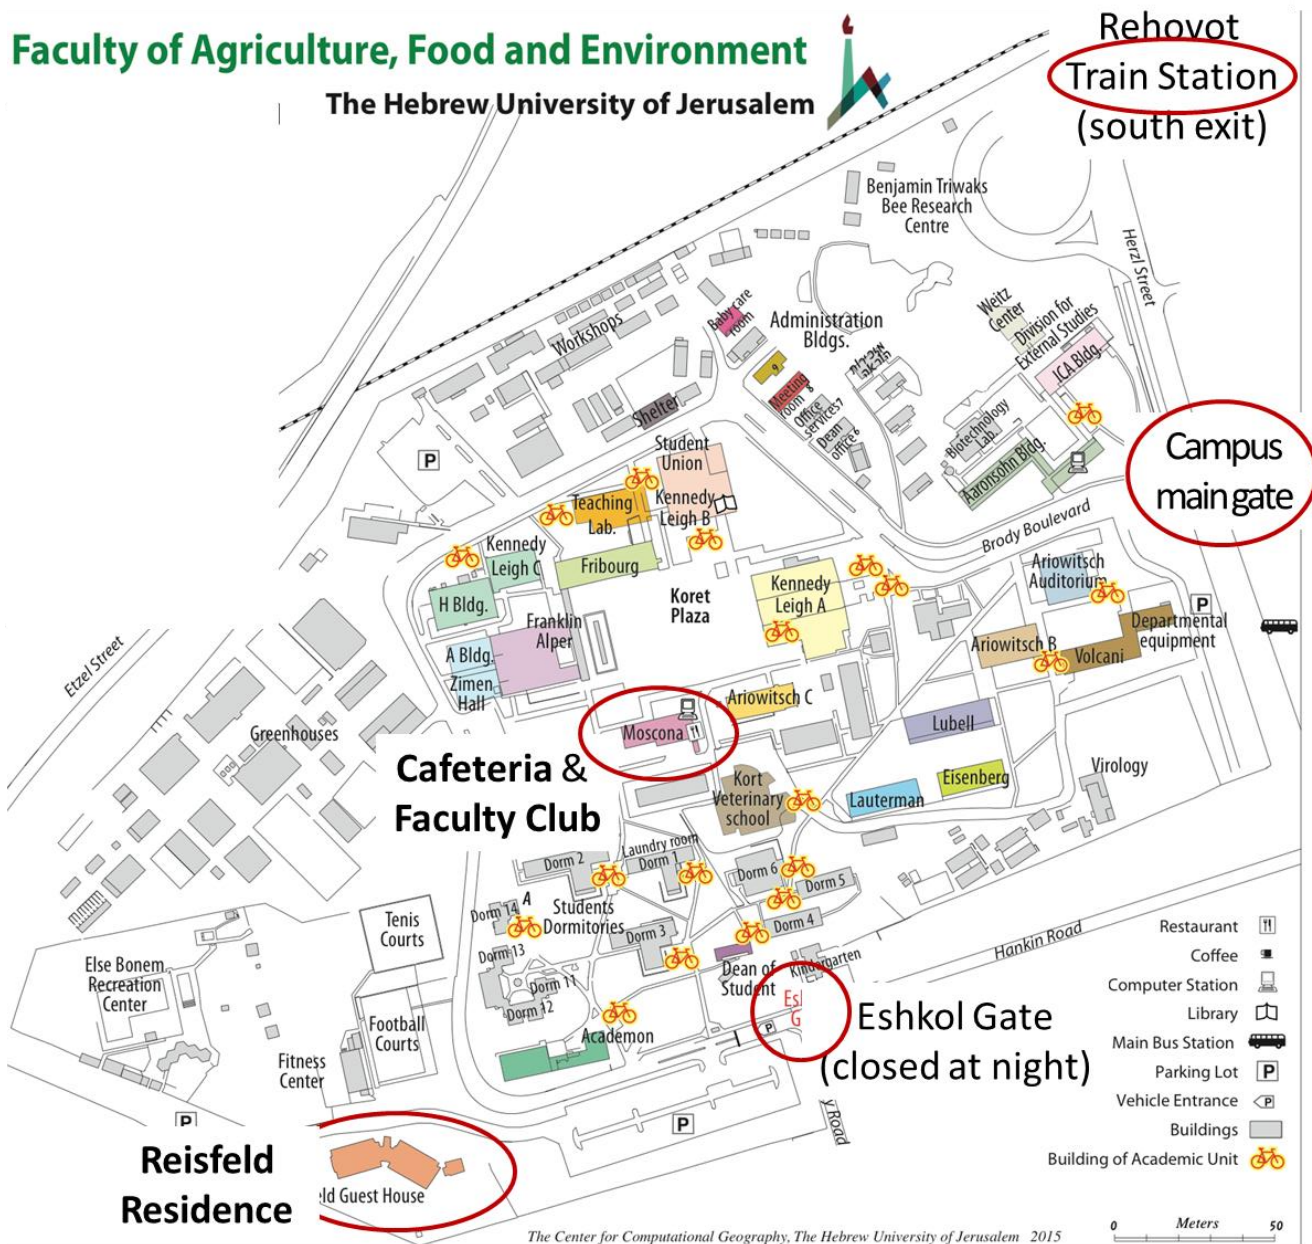 Faculty of Agriculture, Food and Environment
The Hebrew University of Jerusalem
Rehovot
Train Station
(south exit)
Benjamin Triwaks
Bee Research
Centre
Herzl Street
Weitz
Center
Division for
External Studies
JCA Bldg.
Baby care
room
Administration
Bldgs.
Workshops
9
Meeting
room 8
Office
services 7
Dean
office 6
Shelter
Biotechnology
Lab.
Aaronsohn Bldg.
Campus
main gate
P
Student
Union
Kennedy
Leigh B
Teaching
Lab.
Brody Boulevard
Kennedy
Leigh C
Fribourg
Koret
Plaza
Kennedy
Leigh A
Ariowitsch
Auditorium
H Bldg.
Franklin
Alper
P
Departmental
equipment
Ariowitsch B
Volcani
A Bldg.
Zimen
Hall
Etzel Street
Ariowitsch C
Moscona
Lubell
Greenhouses
Cafeteria &
Faculty Club
Kort
Veterinary
school
Eisenberg
Lauterman
Virology
Laundry room
Dorm 2
Dorm 1
Dorm 6
Dorm 5
Dorm 14
A
Students
Dormitories
Dorm 4
Dorm 3
Tenis
Courts
Dorm 13
Dorm 11
Dorm 12
Dean of
Student
Kindergarten
Hankin Road
Else Bonem
Recreation
Center
Es
G
Eshkol Gate
(closed at night)
P
Football
Courts
Academon
Fitness
Center
P
P
y Road
Reisfeld
Residence
ld Guest House
Restaurant
Coffee
Computer Station
Library
Main Bus Station
Parking Lot P
Vehicle Entrance P
Buildings
Building of Academic Unit
0 Meters 50
The Center for Computational Geography, The Hebrew University of Jerusalem 2015